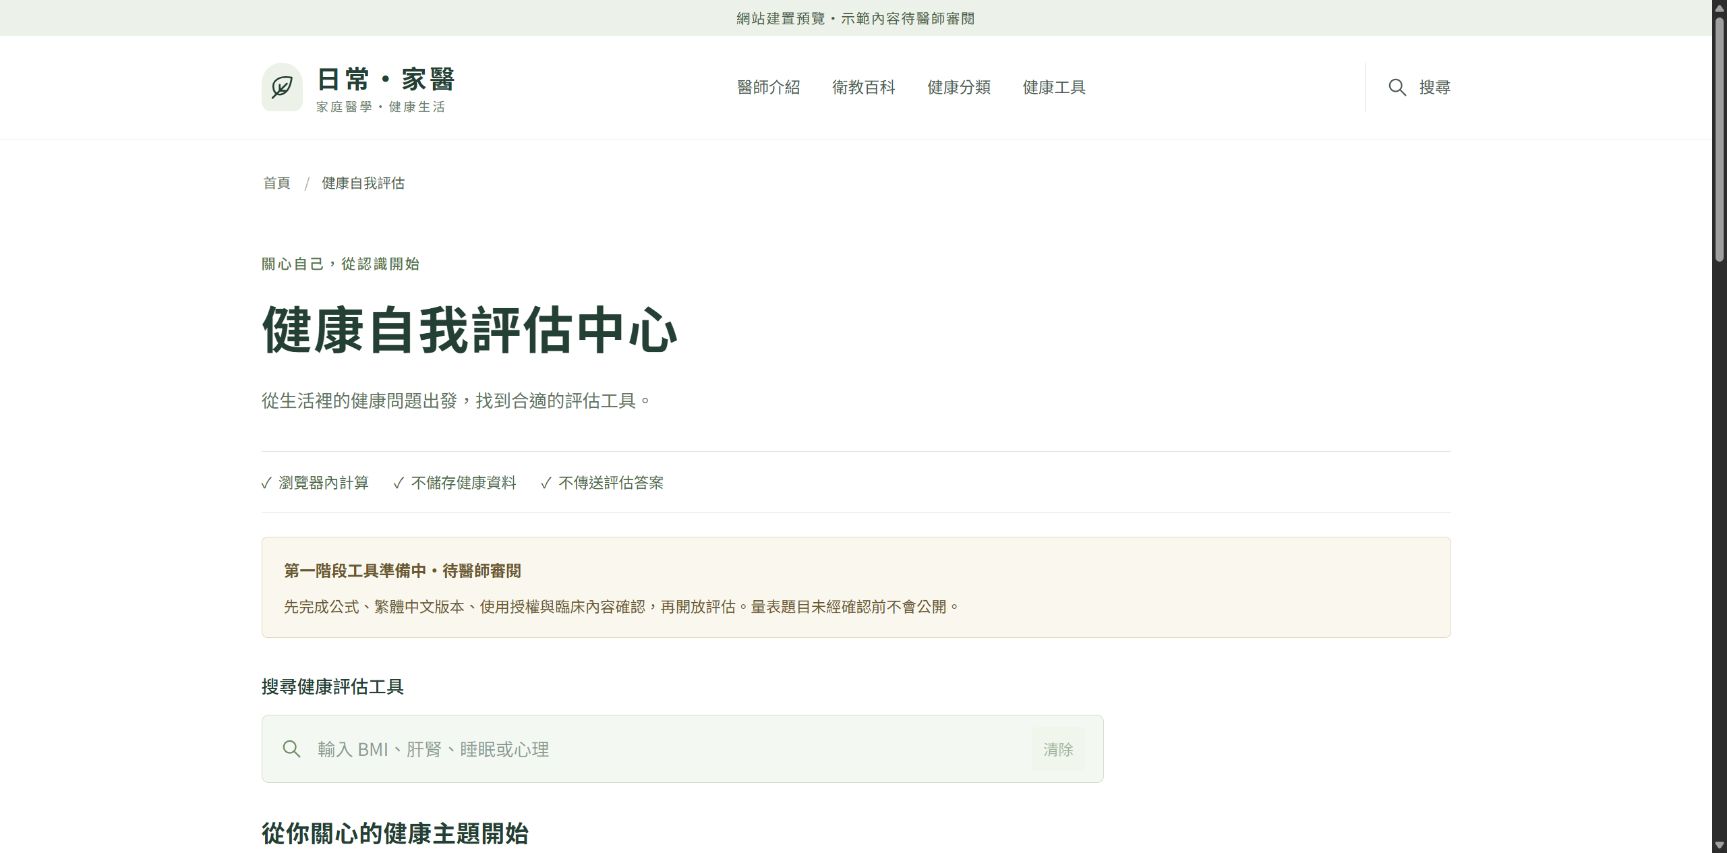 網站建置預覽・示範內容待醫師審閱
日常・家醫
家庭醫學・健康生活
醫師介紹
衛教百科
健康分類
健康工具
搜尋
首頁 / 健康自我評估
關心自己，從認識開始
健康自我評估中心
從生活裡的健康問題出發，找到合適的評估工具。
✓ 瀏覽器內計算 ✓ 不儲存健康資料 ✓ 不傳送評估答案
第一階段工具準備中・待醫師審閱
先完成公式、繁體中文版本、使用授權與臨床內容確認，再開放評估。量表題目未經確認前不會公開。
搜尋健康評估工具
輸入 BMI、肝腎、睡眠或心理
清除
從你關心的健康主題開始